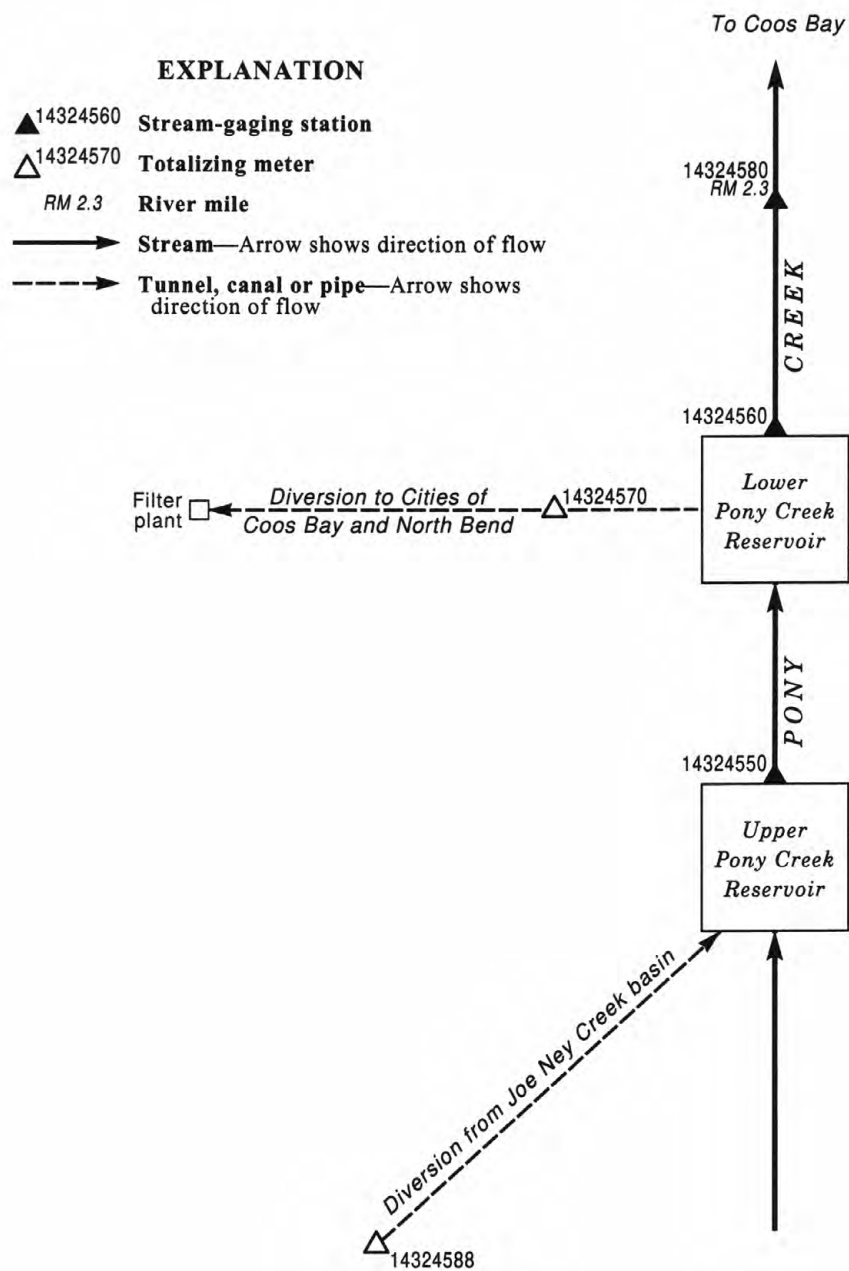 To Coos Bay
EXPLANATION
14324560 Stream-gaging station
14324570 Totalizing meter
RM 2.3 River mile
Stream—Arrow shows direction of flow
Tunnel, canal or pipe—Arrow shows
direction of flow
14324580
RM 2.3
CREEK
14324560
Lower
Pony Creek
Reservoir
Filter
plant
Diversion to Cities of
Coos Bay and North Bend
14324570
PONY
14324550
Upper
Pony Creek
Reservoir
Diversion from Joe Ney Creek basin
14324588